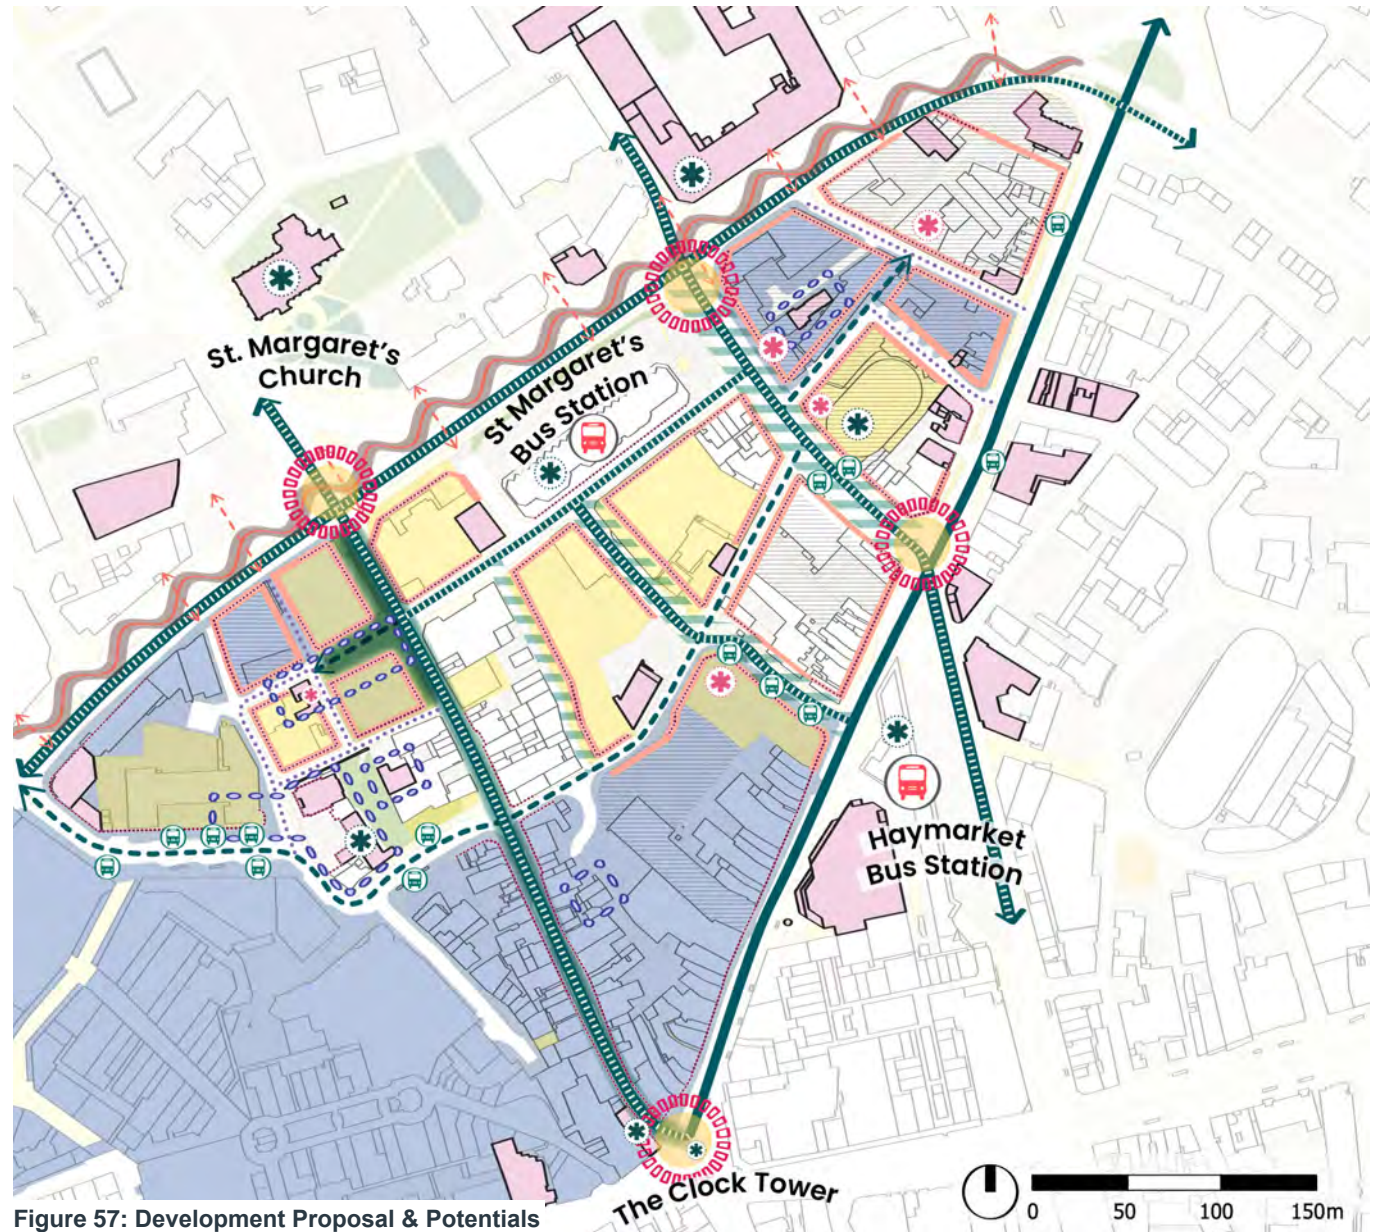 St. Margaret's
Church
St Margaret's
Bus Station
Haymarket
Bus Station
The Clock Tower
0 50 100 150m
Figure 57: Development Proposal & Potentials